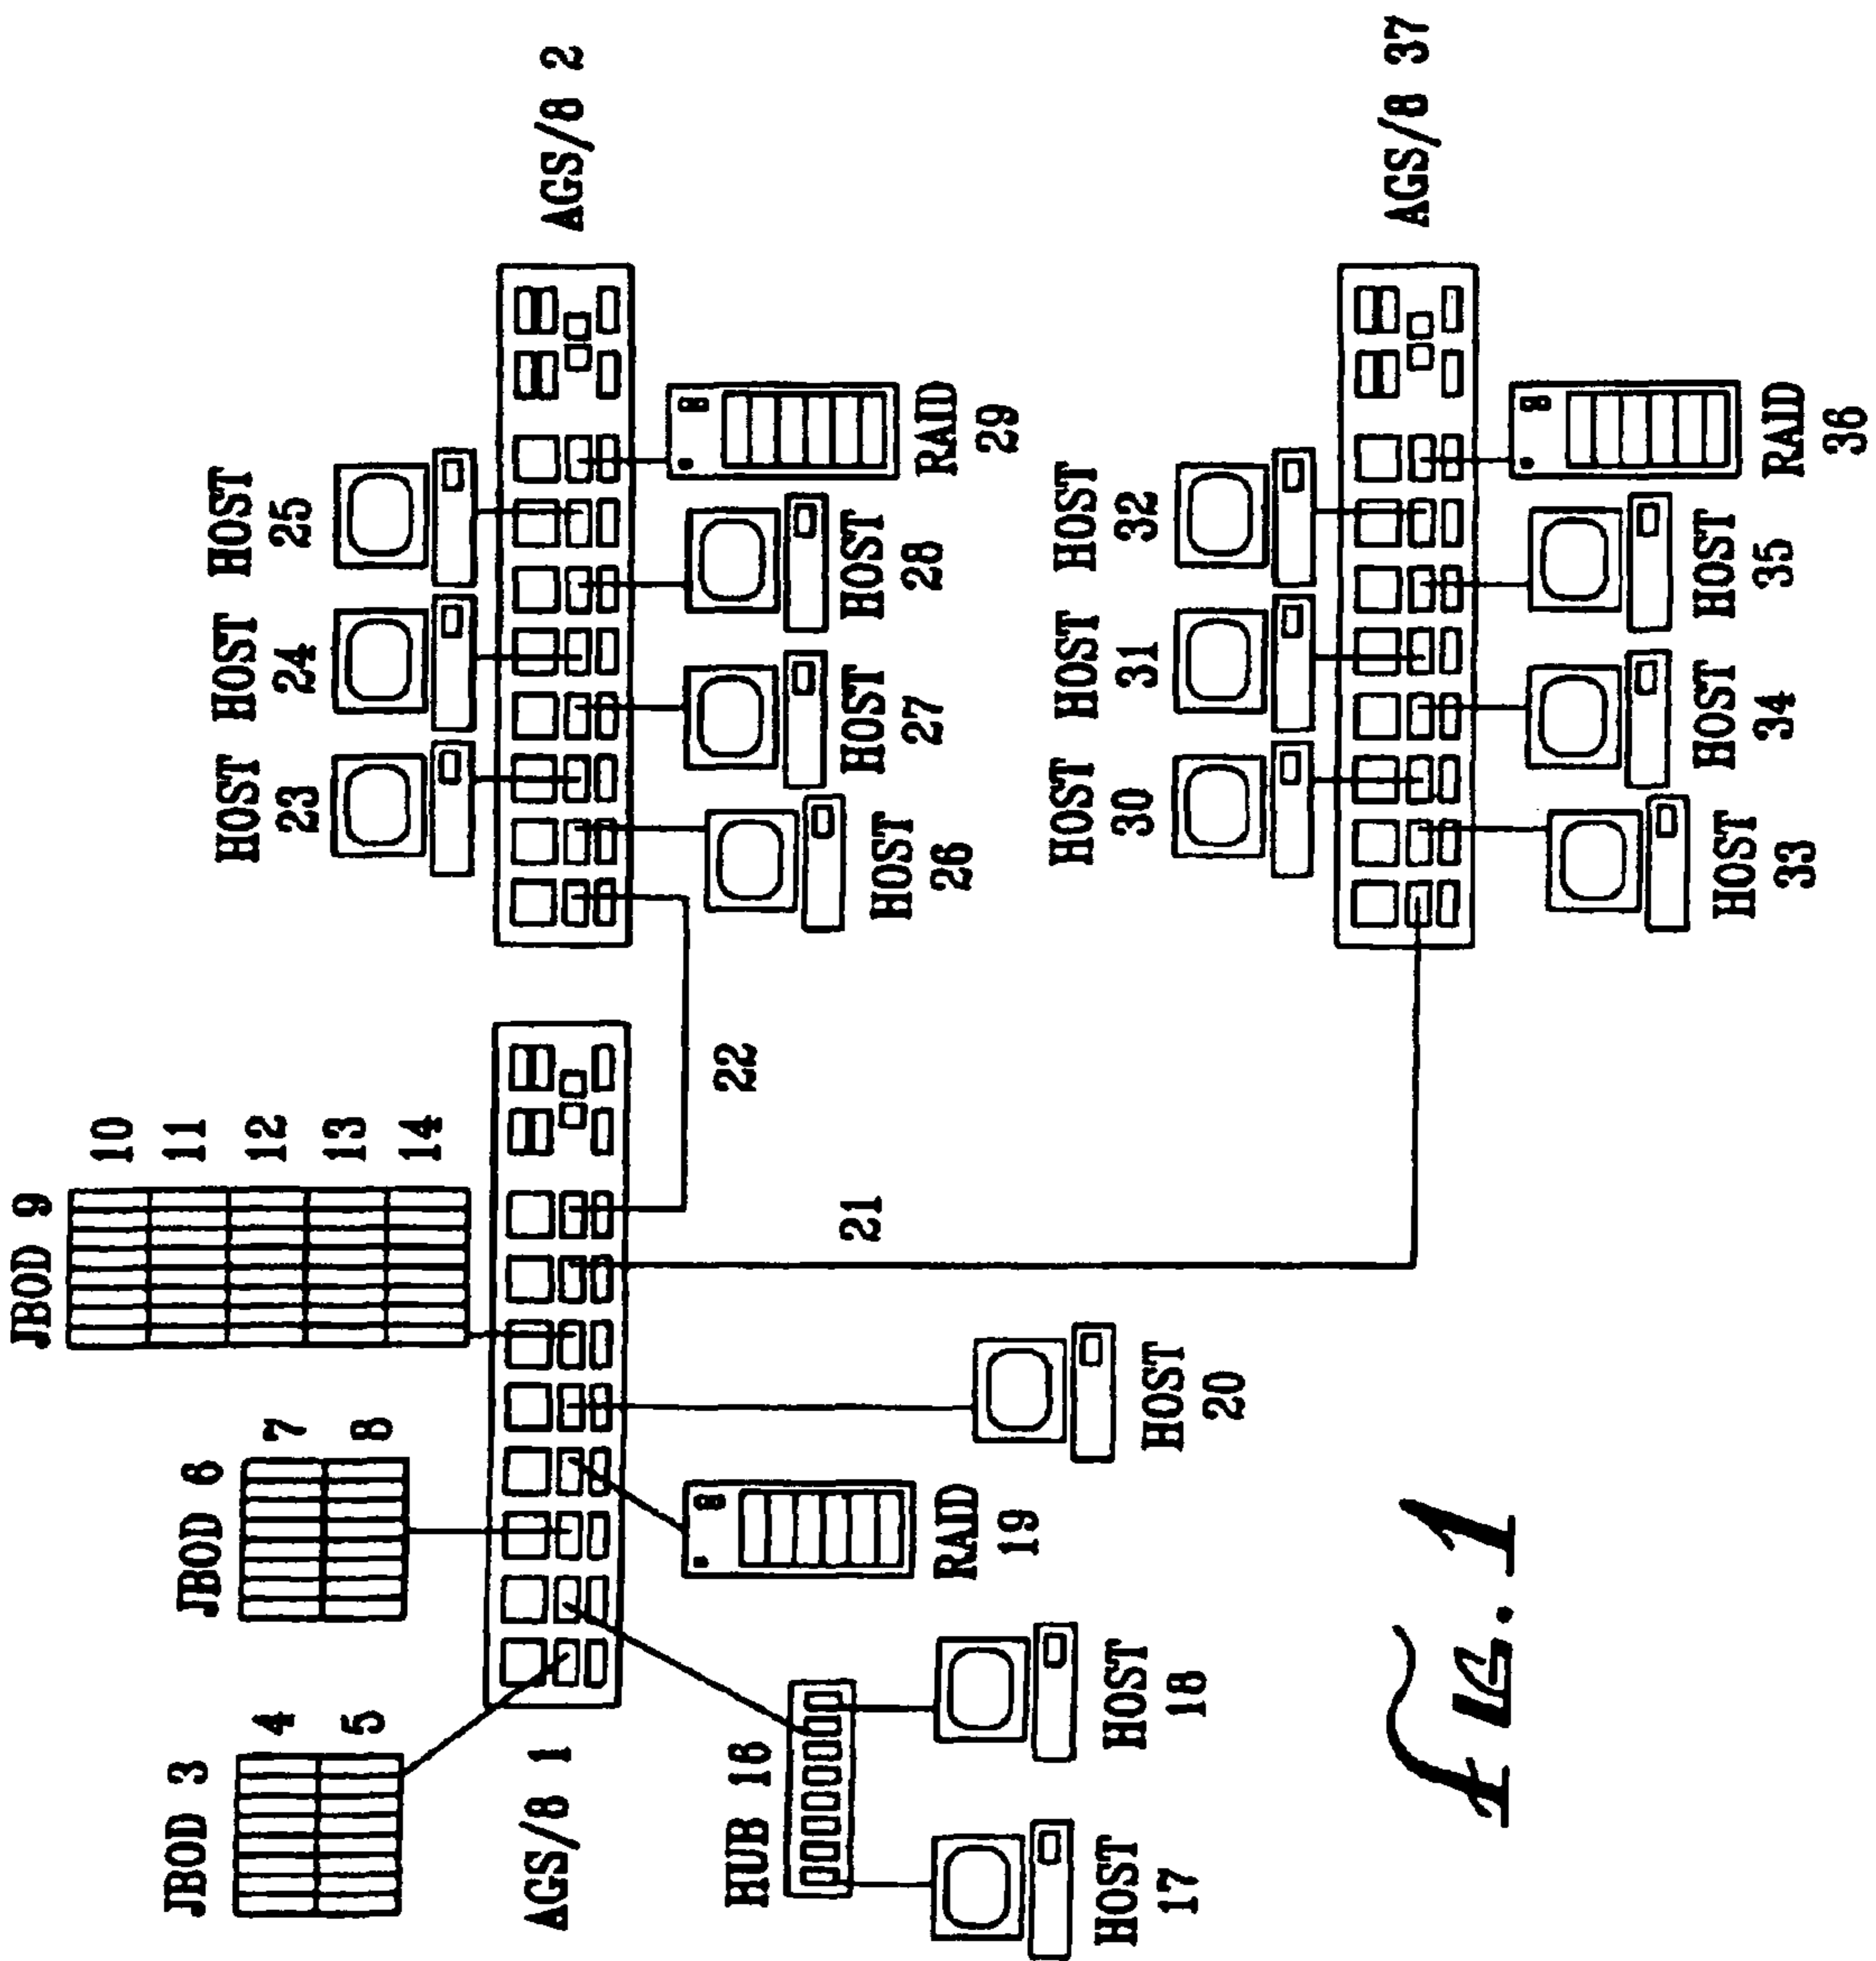 JBOD 9
10
11
12
13
14
JBOD 6
7
8
JBOD 3
4
5
HOST
23
HOST
24
HOST
25
AGS/8 1
AGS/8 2
22
HOST
26
HOST
27
HOST
28
RAID
29
HUB 16
21
RAID
19
HOST
17
HOST
18
HOST
20
HOST
30
HOST
31
HOST
32
AGS/8 37
HOST
33
HOST
34
HOST
35
RAID
36
FIG. 1